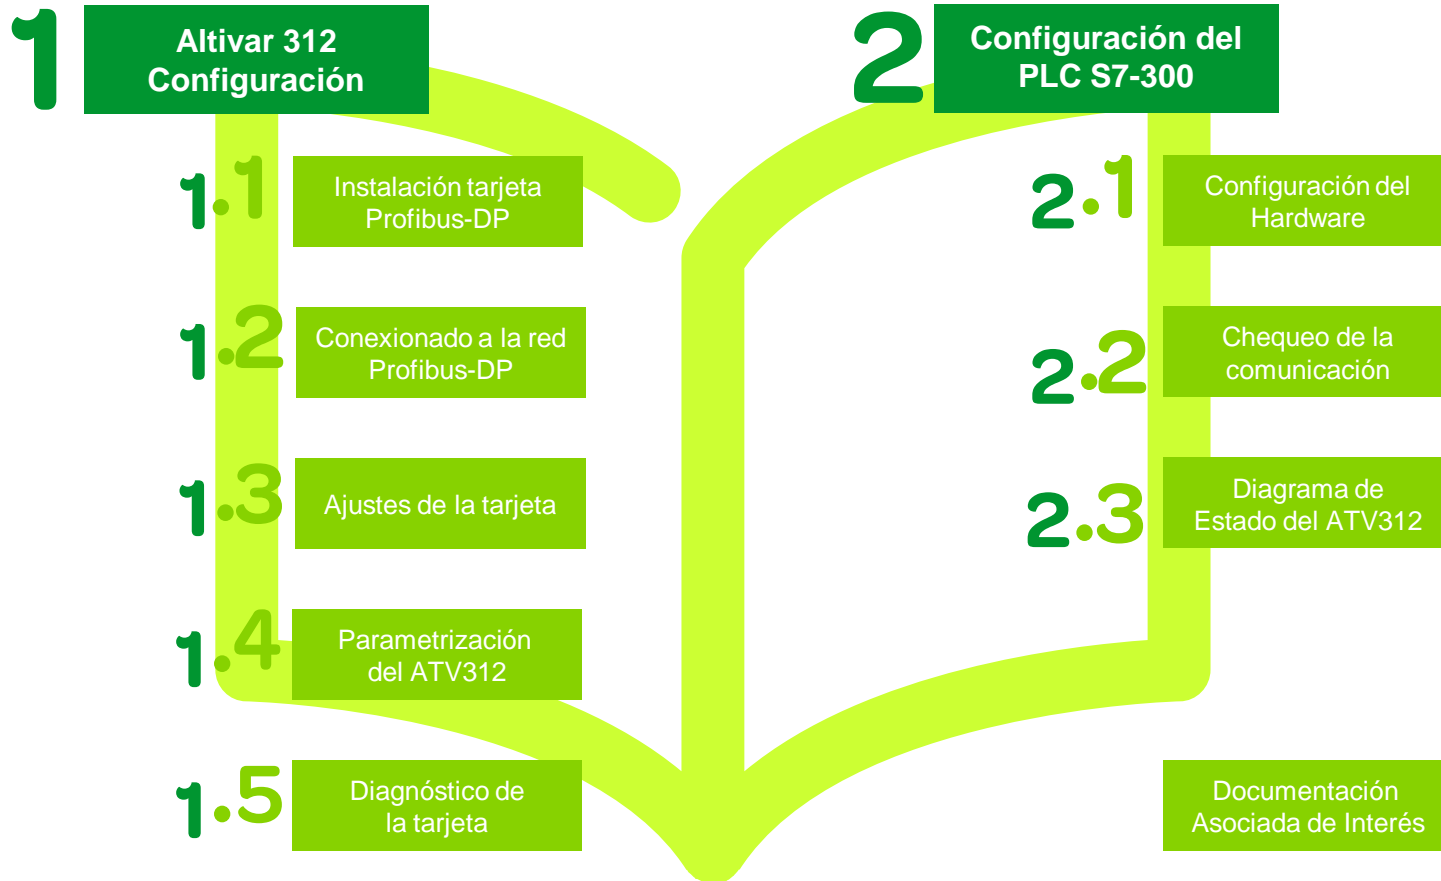 1
Altivar 312
Configuración
1.1
Instalación tarjeta
Profibus-DP
1.2
Conexionado a la red
Profibus-DP
1.3
Ajustes de la tarjeta
1.4
Parametrización
del ATV312
1.5
Diagnóstico de
la tarjeta
2
Configuración del
PLC S7-300
2.1
Configuración del
Hardware
2.2
Chequeo de la
comunicación
2.3
Diagrama de
Estado del ATV312
Documentación
Asociada de Interés